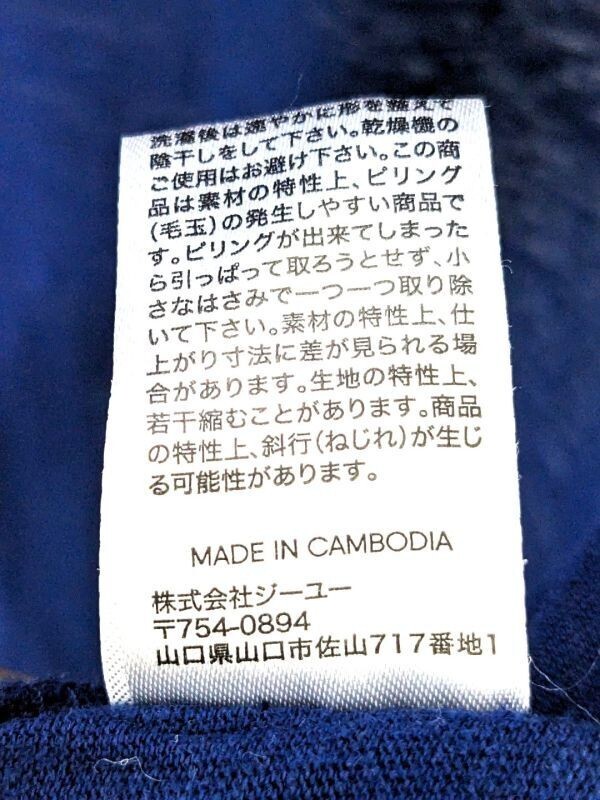 洗濯後は速やかに形を整えて
陰干しをして下さい。乾燥機の
ご使用はお避け下さい。この商
品は素材の特性上、ピリング
(毛玉)の発生しやすい商品で
す。ピリングが出来てしまった
ら引っぱって取ろうとせず、小
さなはさみで一つ一つ取り除
いて下さい。素材の特性上、仕
上がり寸法に差が見られる場
合があります。生地の特性上、
若干縮むことがあります。商品
の特性上、斜行(ねじれ)が生じ
る可能性があります。
MADE IN CAMBODIA
株式会社ジーユー
〒754-0894
山口県山口市佐山717番地1